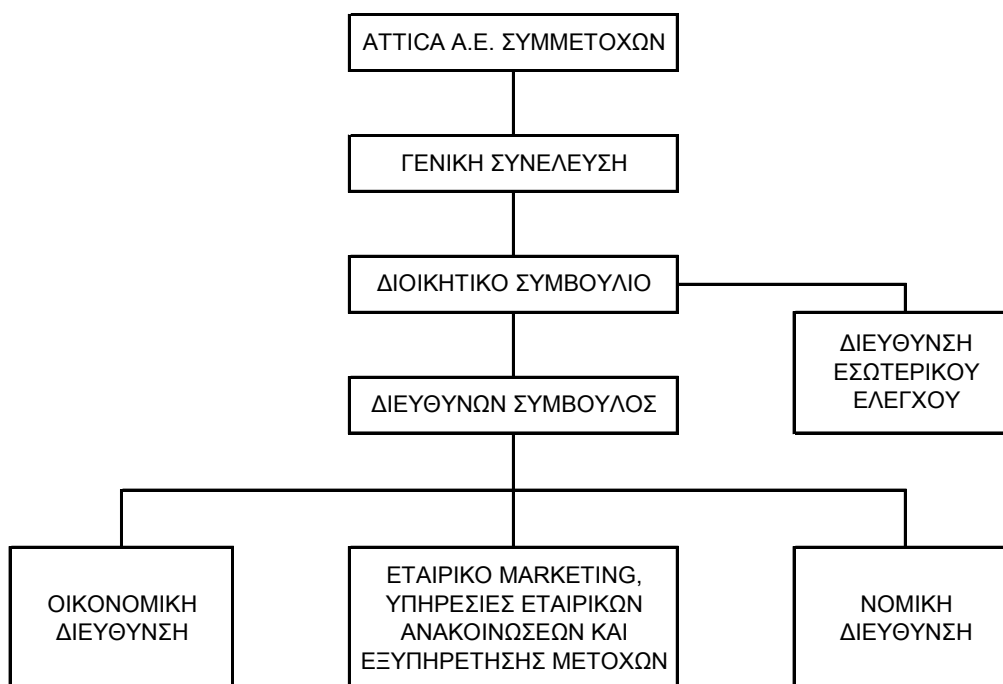 ATTICA Α.Ε. ΣΥΜΜΕΤΟΧΩΝ
ΓΕΝΙΚΗ ΣΥΝΕΛΕΥΣΗ
ΔΙΟΙΚΗΤΙΚΟ ΣΥΜΒΟΥΛΙΟ
ΔΙΕΥΘΥΝΣΗ
ΕΣΩΤΕΡΙΚΟΥ
ΕΛΕΓΧΟΥ
ΔΙΕΥΘΥΝΩΝ ΣΥΜΒΟΥΛΟΣ
ΟΙΚΟΝΟΜΙΚΗ
ΔΙΕΥΘΥΝΣΗ
ΕΤΑΙΡΙΚΟ MARKETING,
ΥΠΗΡΕΣΙΕΣ ΕΤΑΙΡΙΚΩΝ
ΑΝΑΚΟΙΝΩΣΕΩΝ ΚΑΙ
ΕΞΥΠΗΡΕΤΗΣΗΣ ΜΕΤΟΧΩΝ
ΝΟΜΙΚΗ
ΔΙΕΥΘΥΝΣΗ